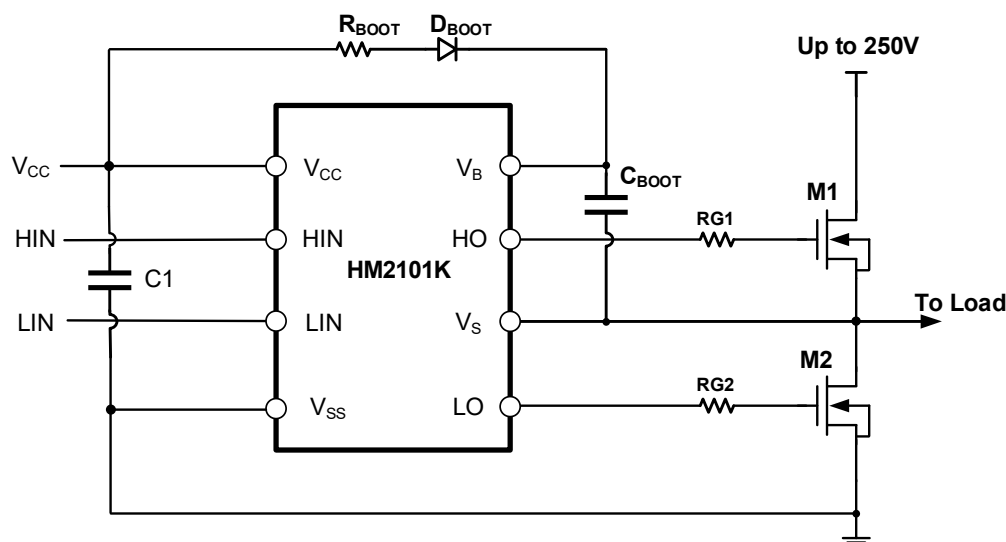 RBOOT DBOOT
Up to 250V
VCC VCC VB
CBOOT
M1
HIN HIN HO RG1
HM2101K
C1
To Load
LIN LIN VS
M2
RG2
VSS LO